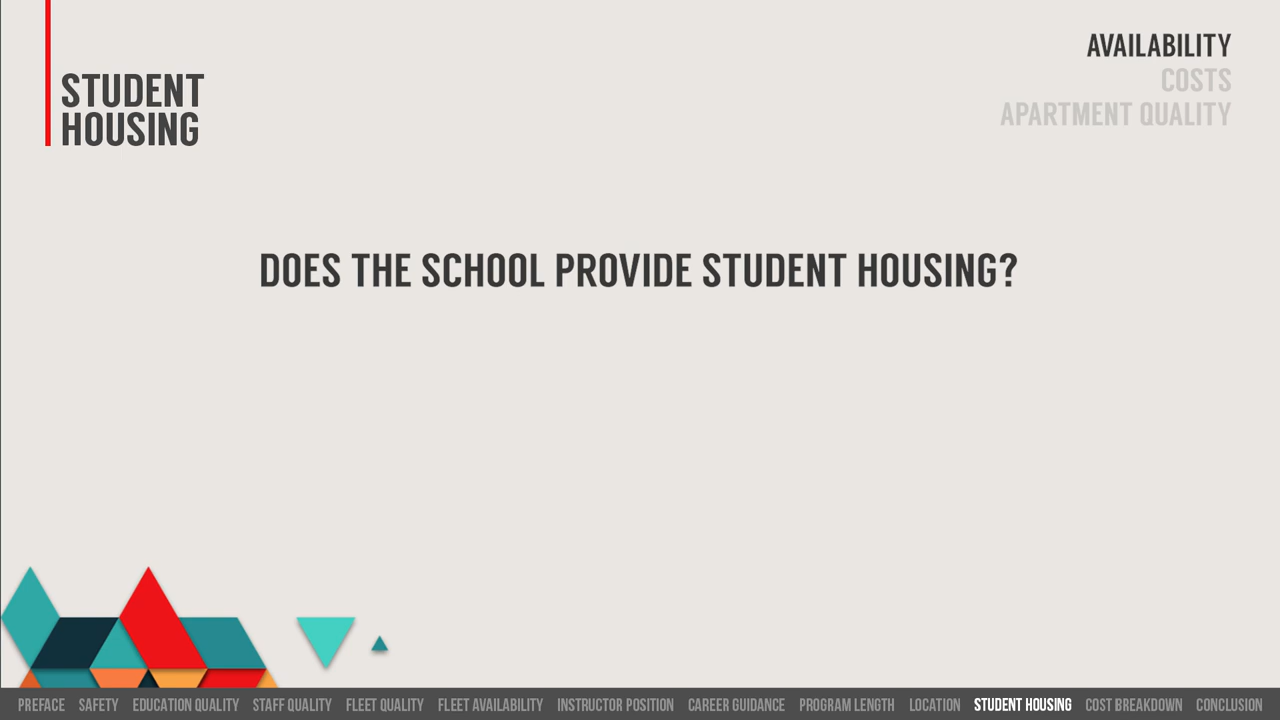 STUDENT
HOUSING
AVAILABILITY
COSTS
APARTMENT QUALITY
DOES THE SCHOOL PROVIDE STUDENT HOUSING?
PREFACE SAFETY EDUCATION QUALITY STAFF QUALITY FLEET QUALITY FLEET AVAILABILITY INSTRUCTOR POSITION CAREER GUIDANCE PROGRAM LENGTH LOCATION STUDENT HOUSING COST BREAKDOWN CONCLUSION